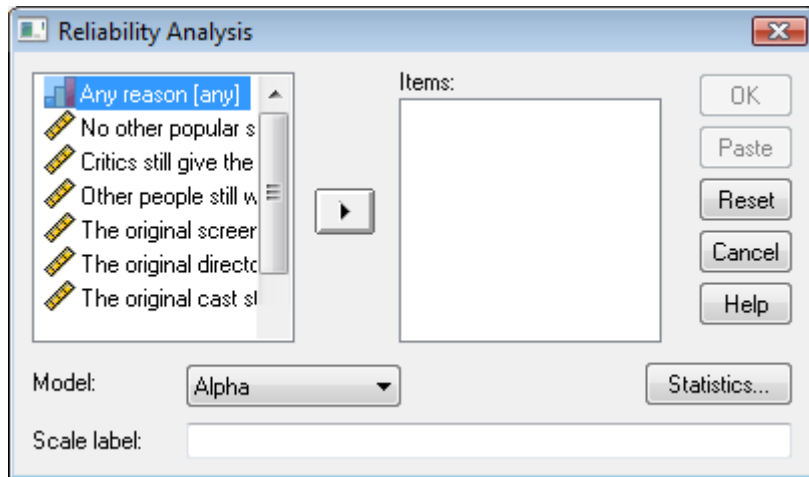 Reliability Analysis
Items:
Any reason [any]
No other popular s
Critics still give the
Other people still w
The original screer
The original directo
The original cast st
OK
Paste
Reset
Cancel
Help
Model:
Alpha
Statistics...
Scale label: